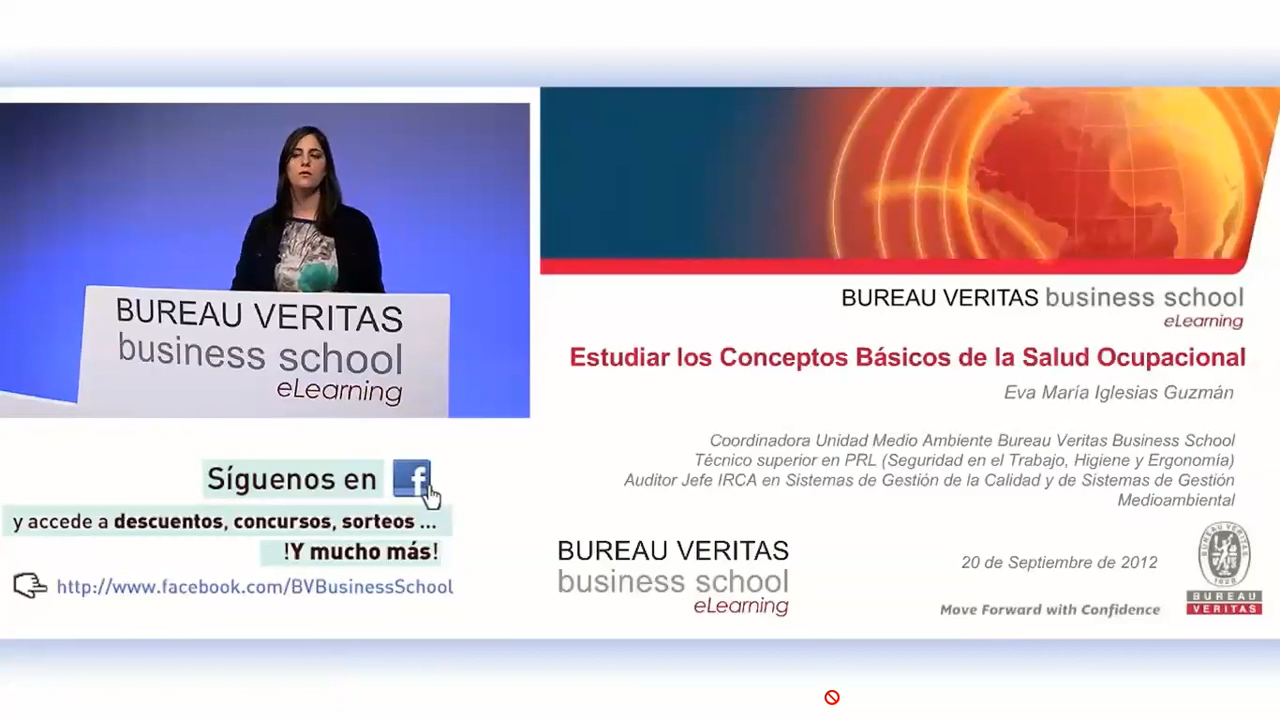 BUREAU VERITAS
business school
eLearning
Síguenos en f
y accede a descuentos, concursos, sorteos ...
!Y mucho más!
http://www.facebook.com/BVBusinessSchool
BUREAU VERITAS business school
eLearning
Estudiar los Conceptos Básicos de la Salud Ocupacional
Eva María Iglesias Guzmán
Coordinadora Unidad Medio Ambiente Bureau Veritas Business School
Técnico superior en PRL (Seguridad en el Trabajo, Higiene y Ergonomía)
Auditor Jefe IRCA en Sistemas de Gestión de la Calidad y de Sistemas de Gestión
Medioambiental
BUREAU VERITAS
business school
eLearning
20 de Septiembre de 2012
Move Forward with Confidence
BUREAU VERITAS
1828
BUREAU
VERITAS